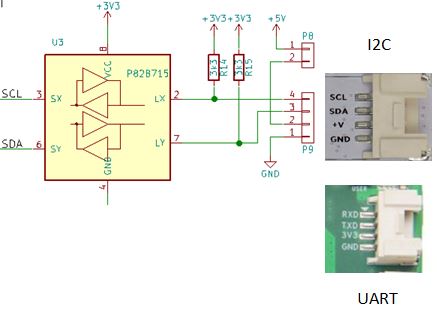 +3V3
+3V3 +3V3
+5V
U3
P8
1
2
8
VCC
P82B715
3k3
R14
3k3
R15
SCL
3
SX
LX
2
4
3
2
1
P9
SDA
6
SY
LY
7
GND
4
GND
I2C
SCL
SDA
+V
GND
USER
RXD
TXD
3V3
GND
UART